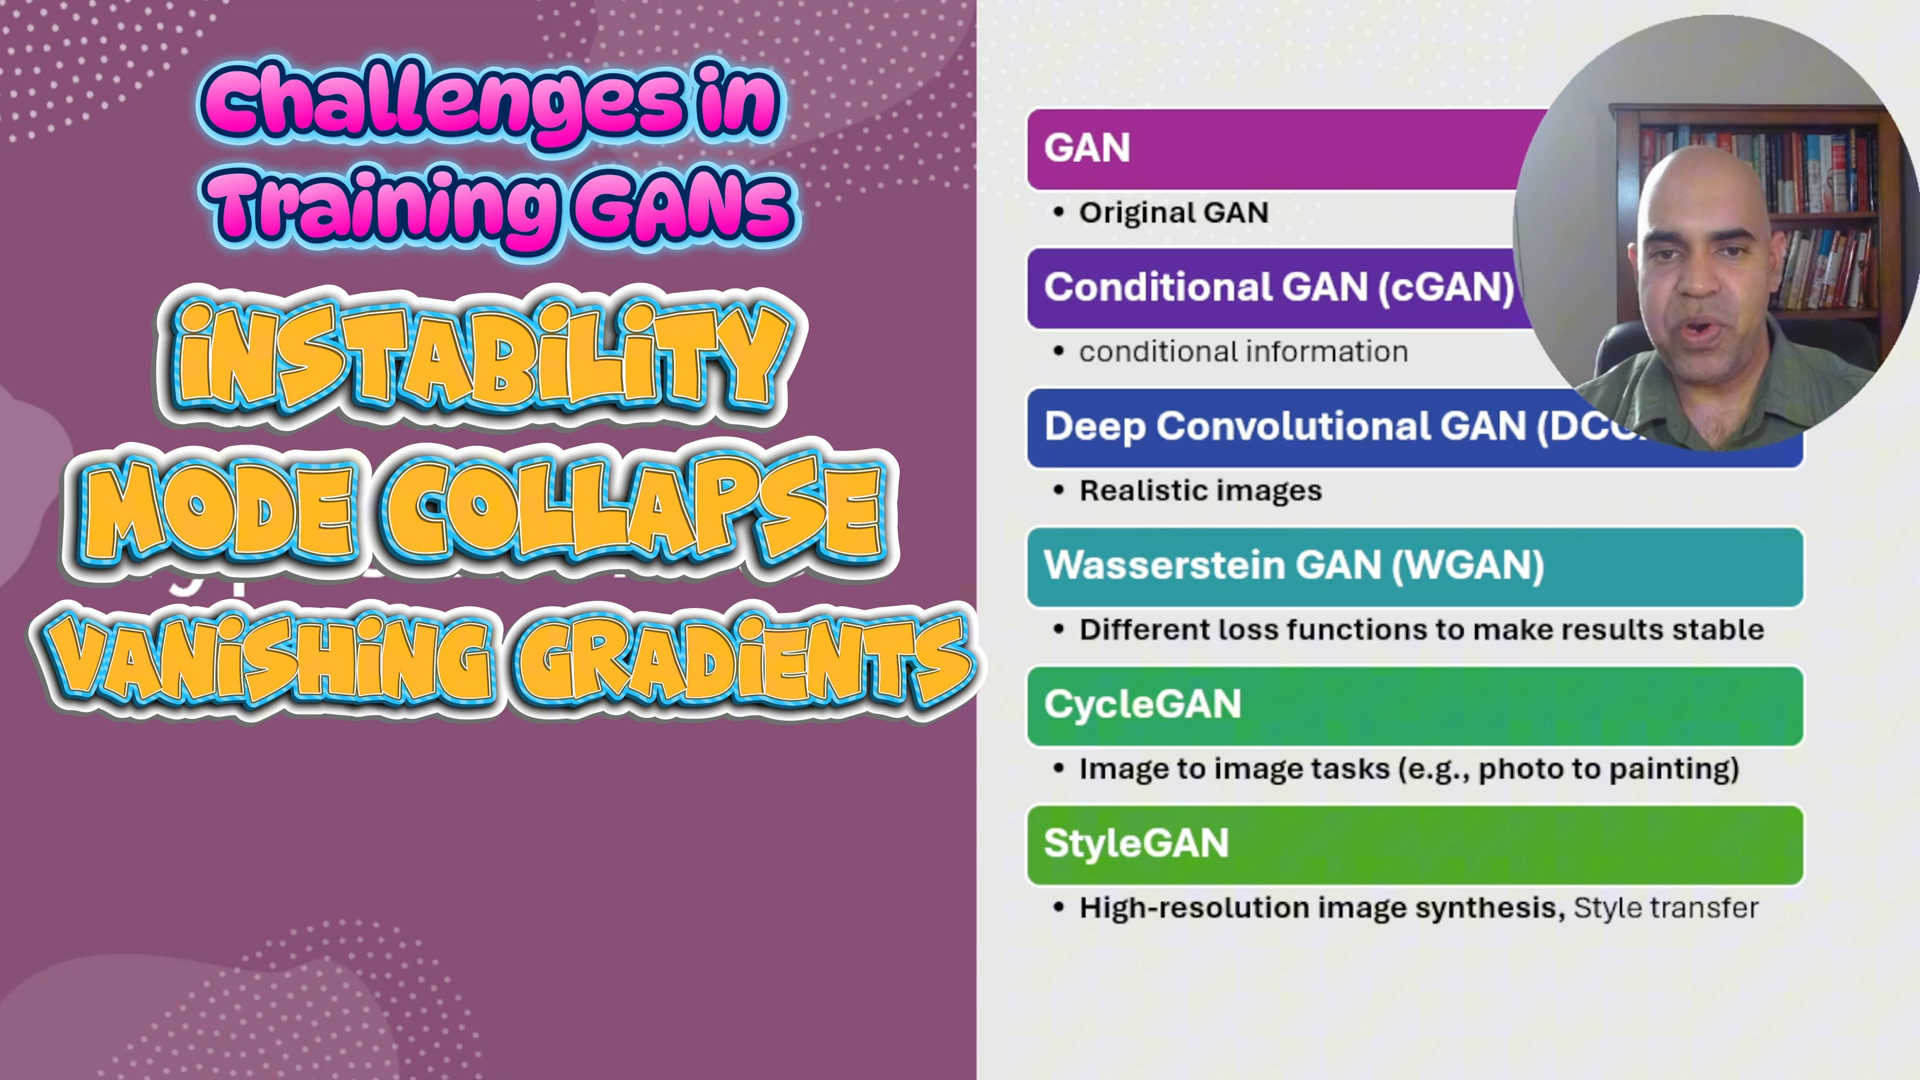 Challenges in
Training GANs
INSTABILITY
MODE COLLAPSE
VANISHING GRADIENTS
GAN
• Original GAN
Conditional GAN (cGAN)
• conditional information
Deep Convolutional GAN
• Realistic images
Wasserstein GAN (WGAN)
• Different loss functions to make results stable
CycleGAN
• Image to image tasks (e.g., photo to painting)
StyleGAN
• High-resolution image synthesis, Style transfer